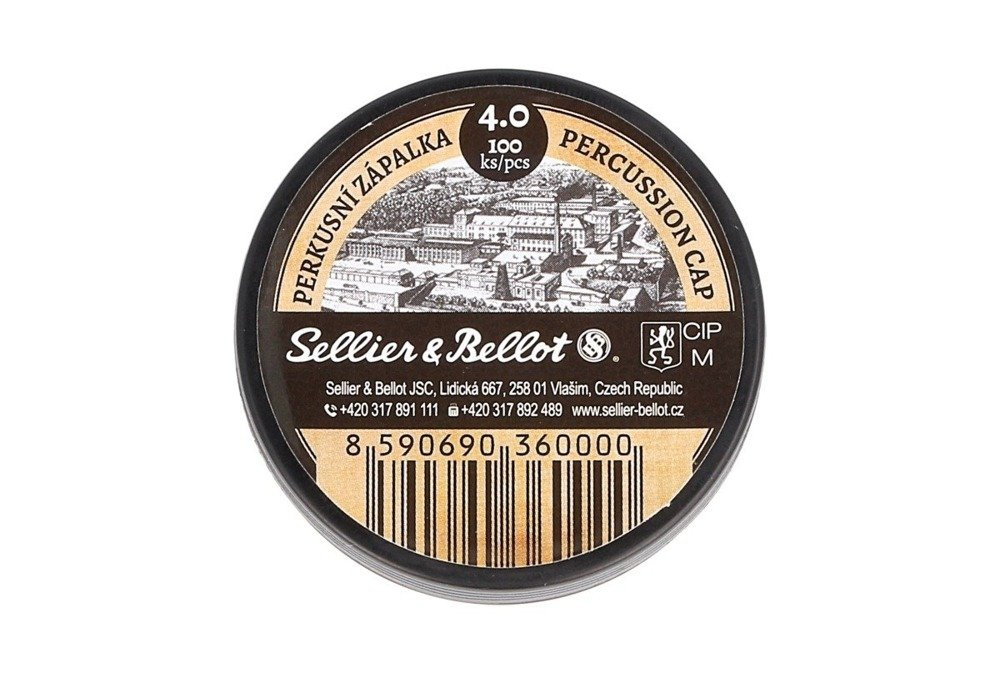 4.0
100
ks/pcs
PERKUSNÍ ZÁPALKA
PERCUSSION CAP
Sellier & Bellot S&B ®
CIP
M
Sellier & Bellot JSC, Lidická 667, 258 01 Vlašim, Czech Republic
+420 317 891 111 +420 317 892 489 www.sellier-bellot.cz
8 590690 360000